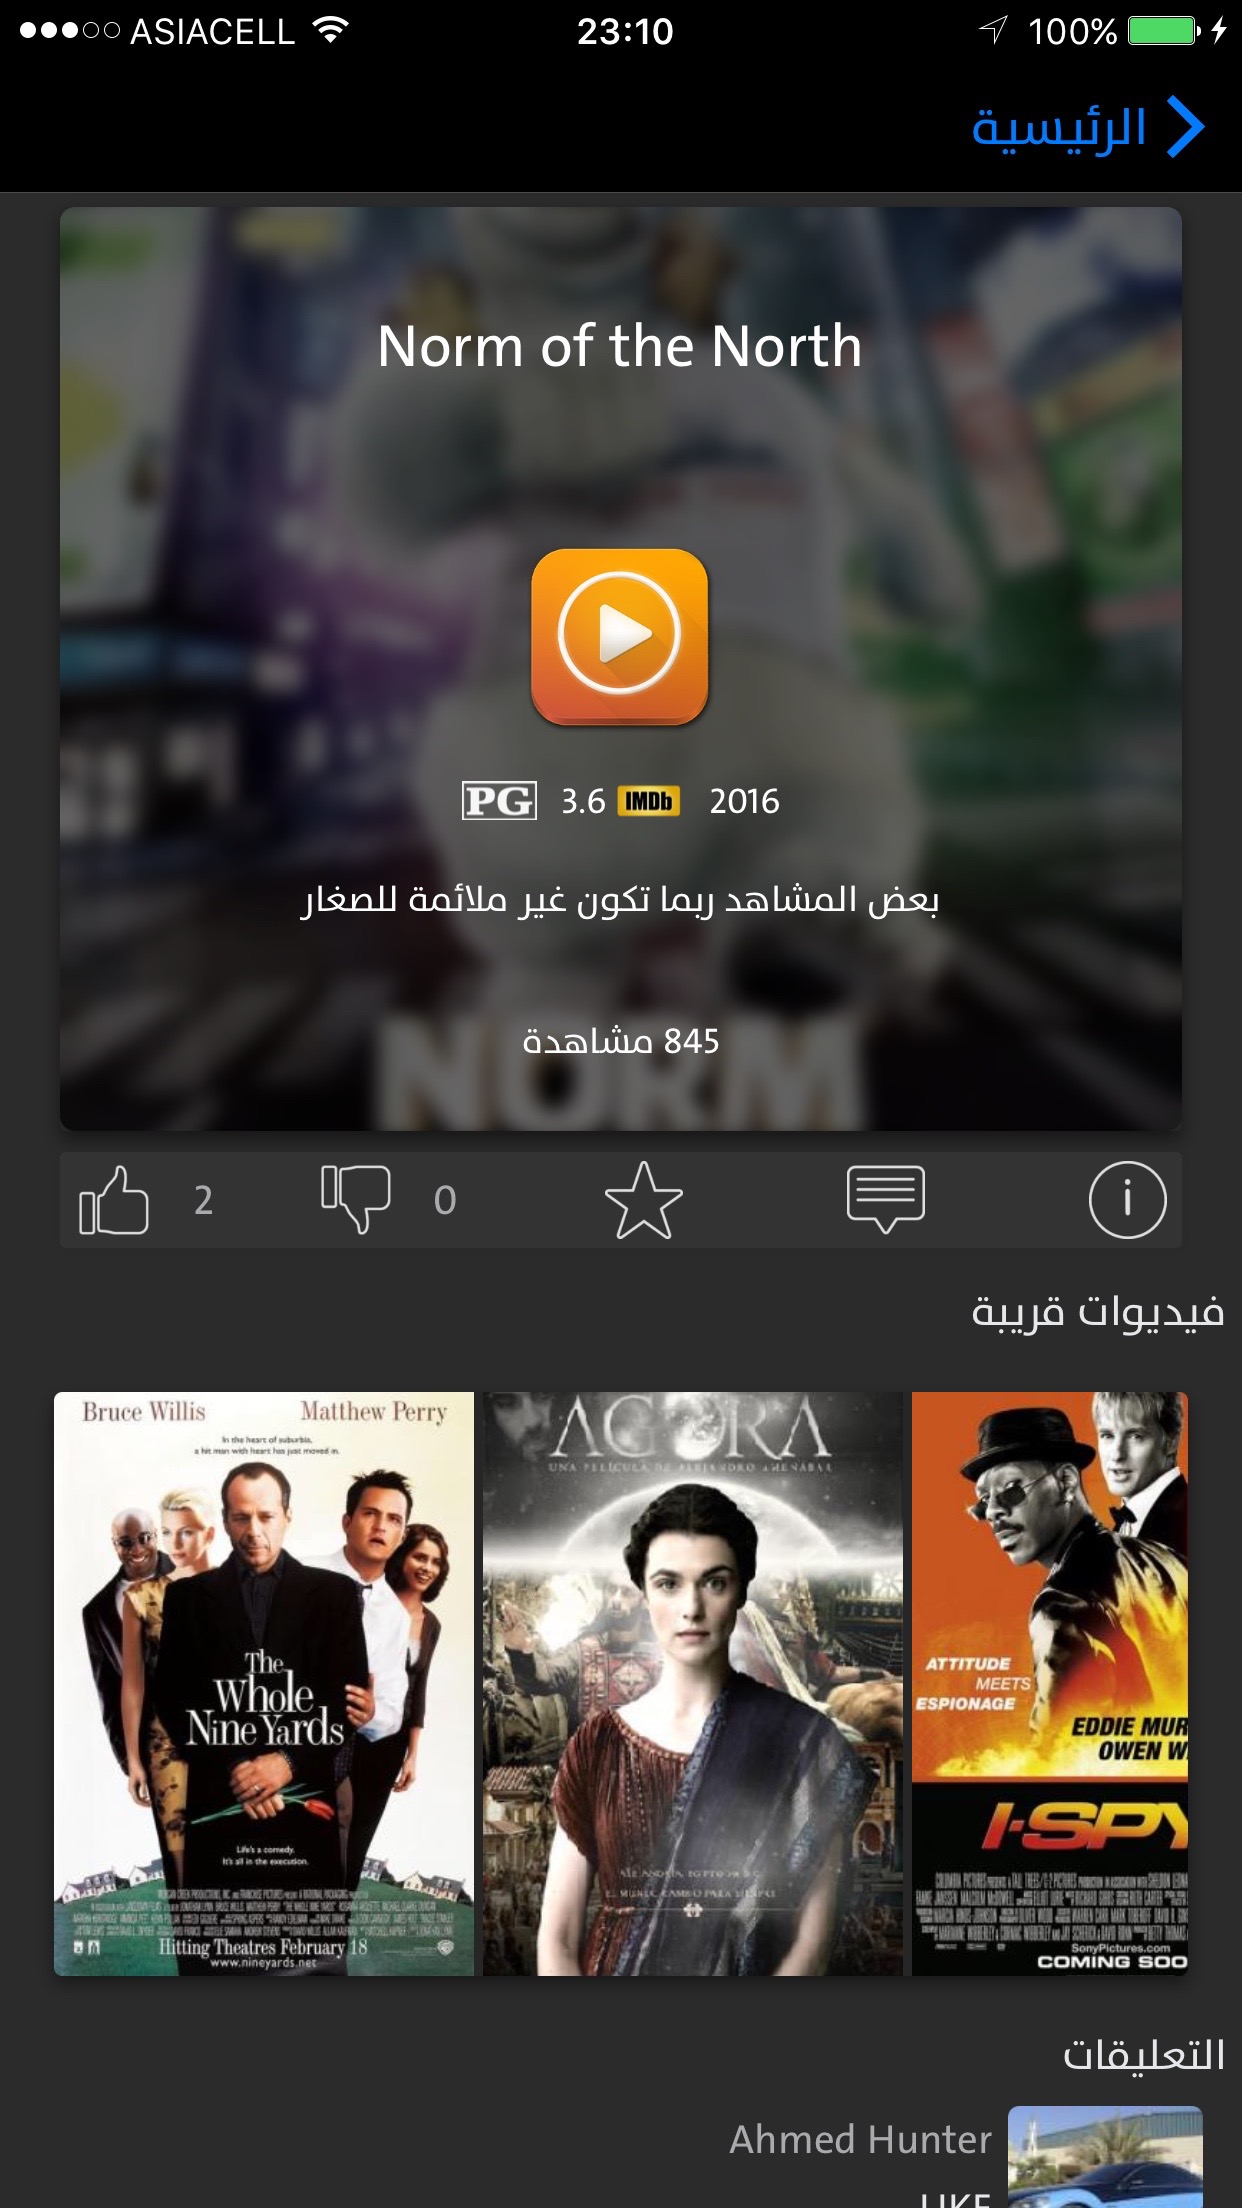 ASIACELL 23:10 100%
الرئيسية
Norm of the North
PG 3.6 IMDb 2016
بعض المشاهد ربما تكون غير ملائمة للصغار
845 مشاهدة
NORM
2 0
فيديوات قريبة
Bruce Willis Matthew Perry
In the heart of suburbia,
a hit man with heart has just moved in.
The
Whole
Nine Yards
Life's a comedy.
It's all in the execution.
Hitting Theatres February 18
www.nineyards.net
AGORA
UNA PELÍCULA DE ALEJANDRO AMENÁBAR
ATTITUDE
MEETS
ESPIONAGE
EDDIE MUR
OWEN W
I-SPY
SonyPictures.com
COMING SOO
التعليقات
Ahmed Hunter
LIKE